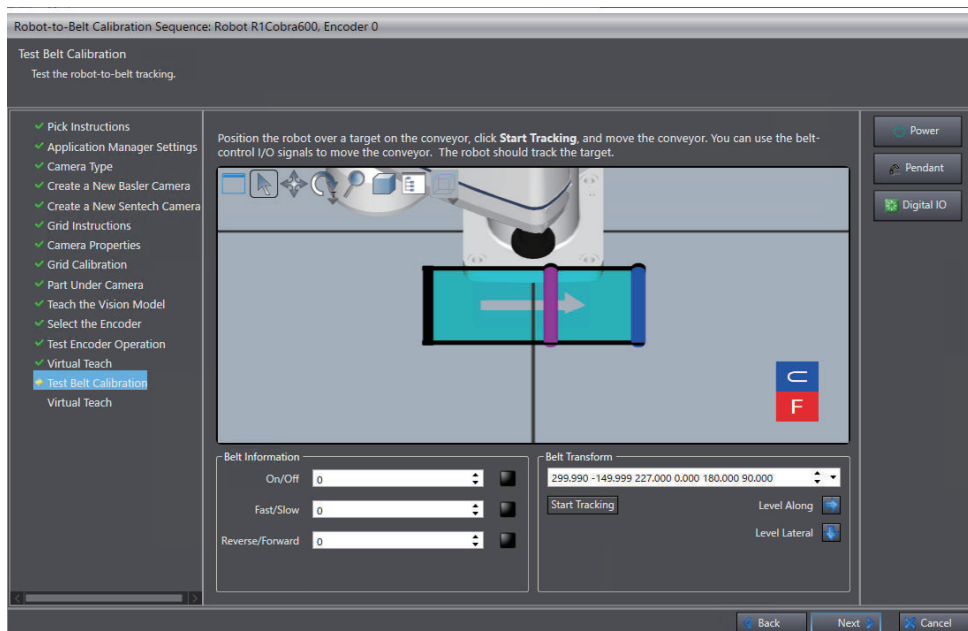 Robot-to-Belt Calibration Sequence: Robot R1Cobra600, Encoder 0
Test Belt Calibration
Test the robot-to-belt tracking.
Pick Instructions
Application Manager Settings
Camera Type
Create a New Basler Camera
Create a New Sentech Camera
Grid Instructions
Camera Properties
Grid Calibration
Part Under Camera
Teach the Vision Model
Select the Encoder
Test Encoder Operation
Virtual Teach
Test Belt Calibration
Virtual Teach
Position the robot over a target on the conveyor, click Start Tracking, and move the conveyor. You can use the belt-
control I/O signals to move the conveyor. The robot should track the target.
F
Belt Information
On/Off 0
Fast/Slow 0
Reverse/Forward 0
Belt Transform
299.990 -149.999 227.000 0.000 180.000 90.000
Start Tracking
Level Along
Level Lateral
Power
Pendant
Digital IO
Back
Next
Cancel